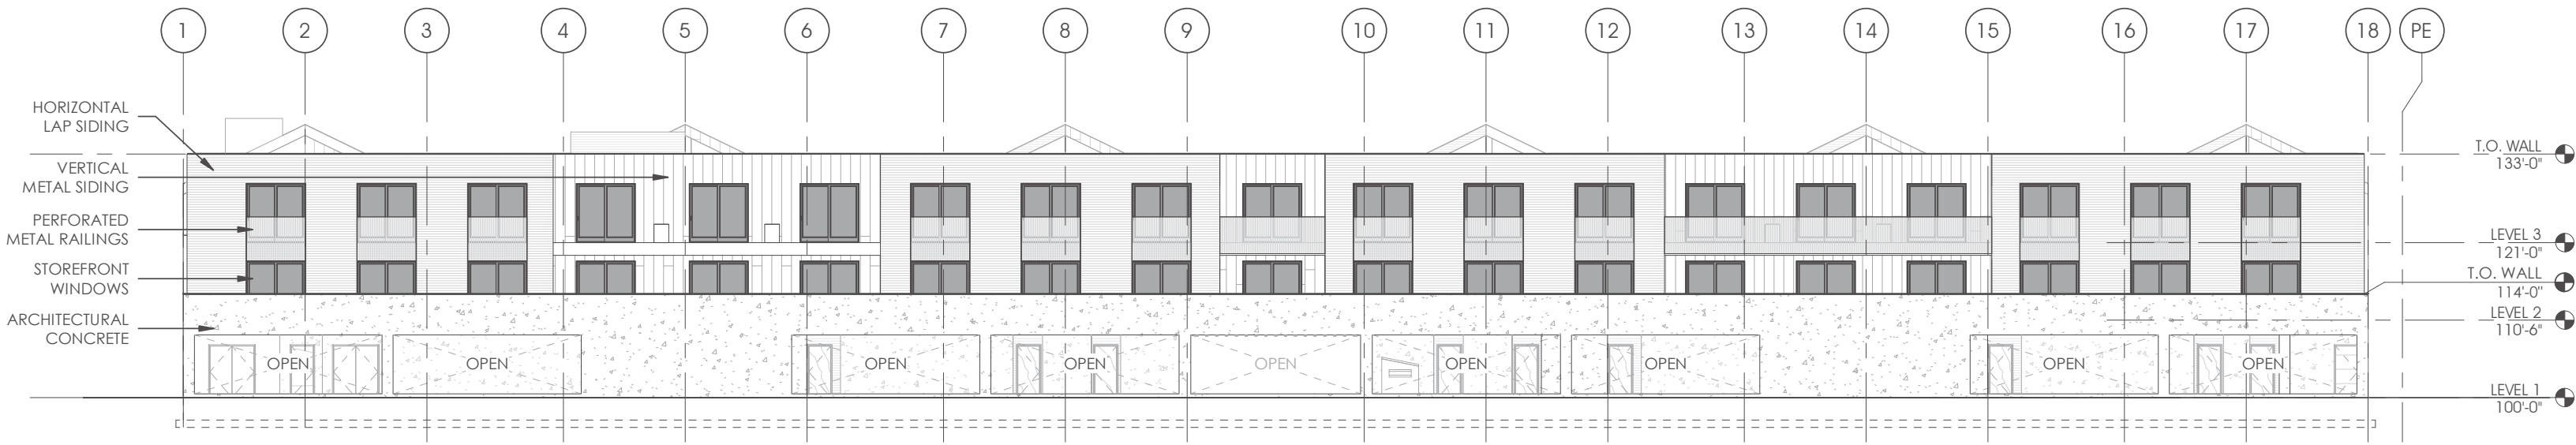 1 2 3 4 5 6 7 8 9 10 11 12 13 14 15 16 17 18 PE
HORIZONTAL
LAP SIDING
VERTICAL
METAL SIDING
PERFORATED
METAL RAILINGS
STOREFRONT
WINDOWS
ARCHITECTURAL
CONCRETE
T.O. WALL
133'-0"
LEVEL 3
121'-0"
T.O. WALL
114'-0"
LEVEL 2
110'-6"
OPEN OPEN OPEN OPEN OPEN OPEN OPEN OPEN OPEN
LEVEL 1
100'-0"